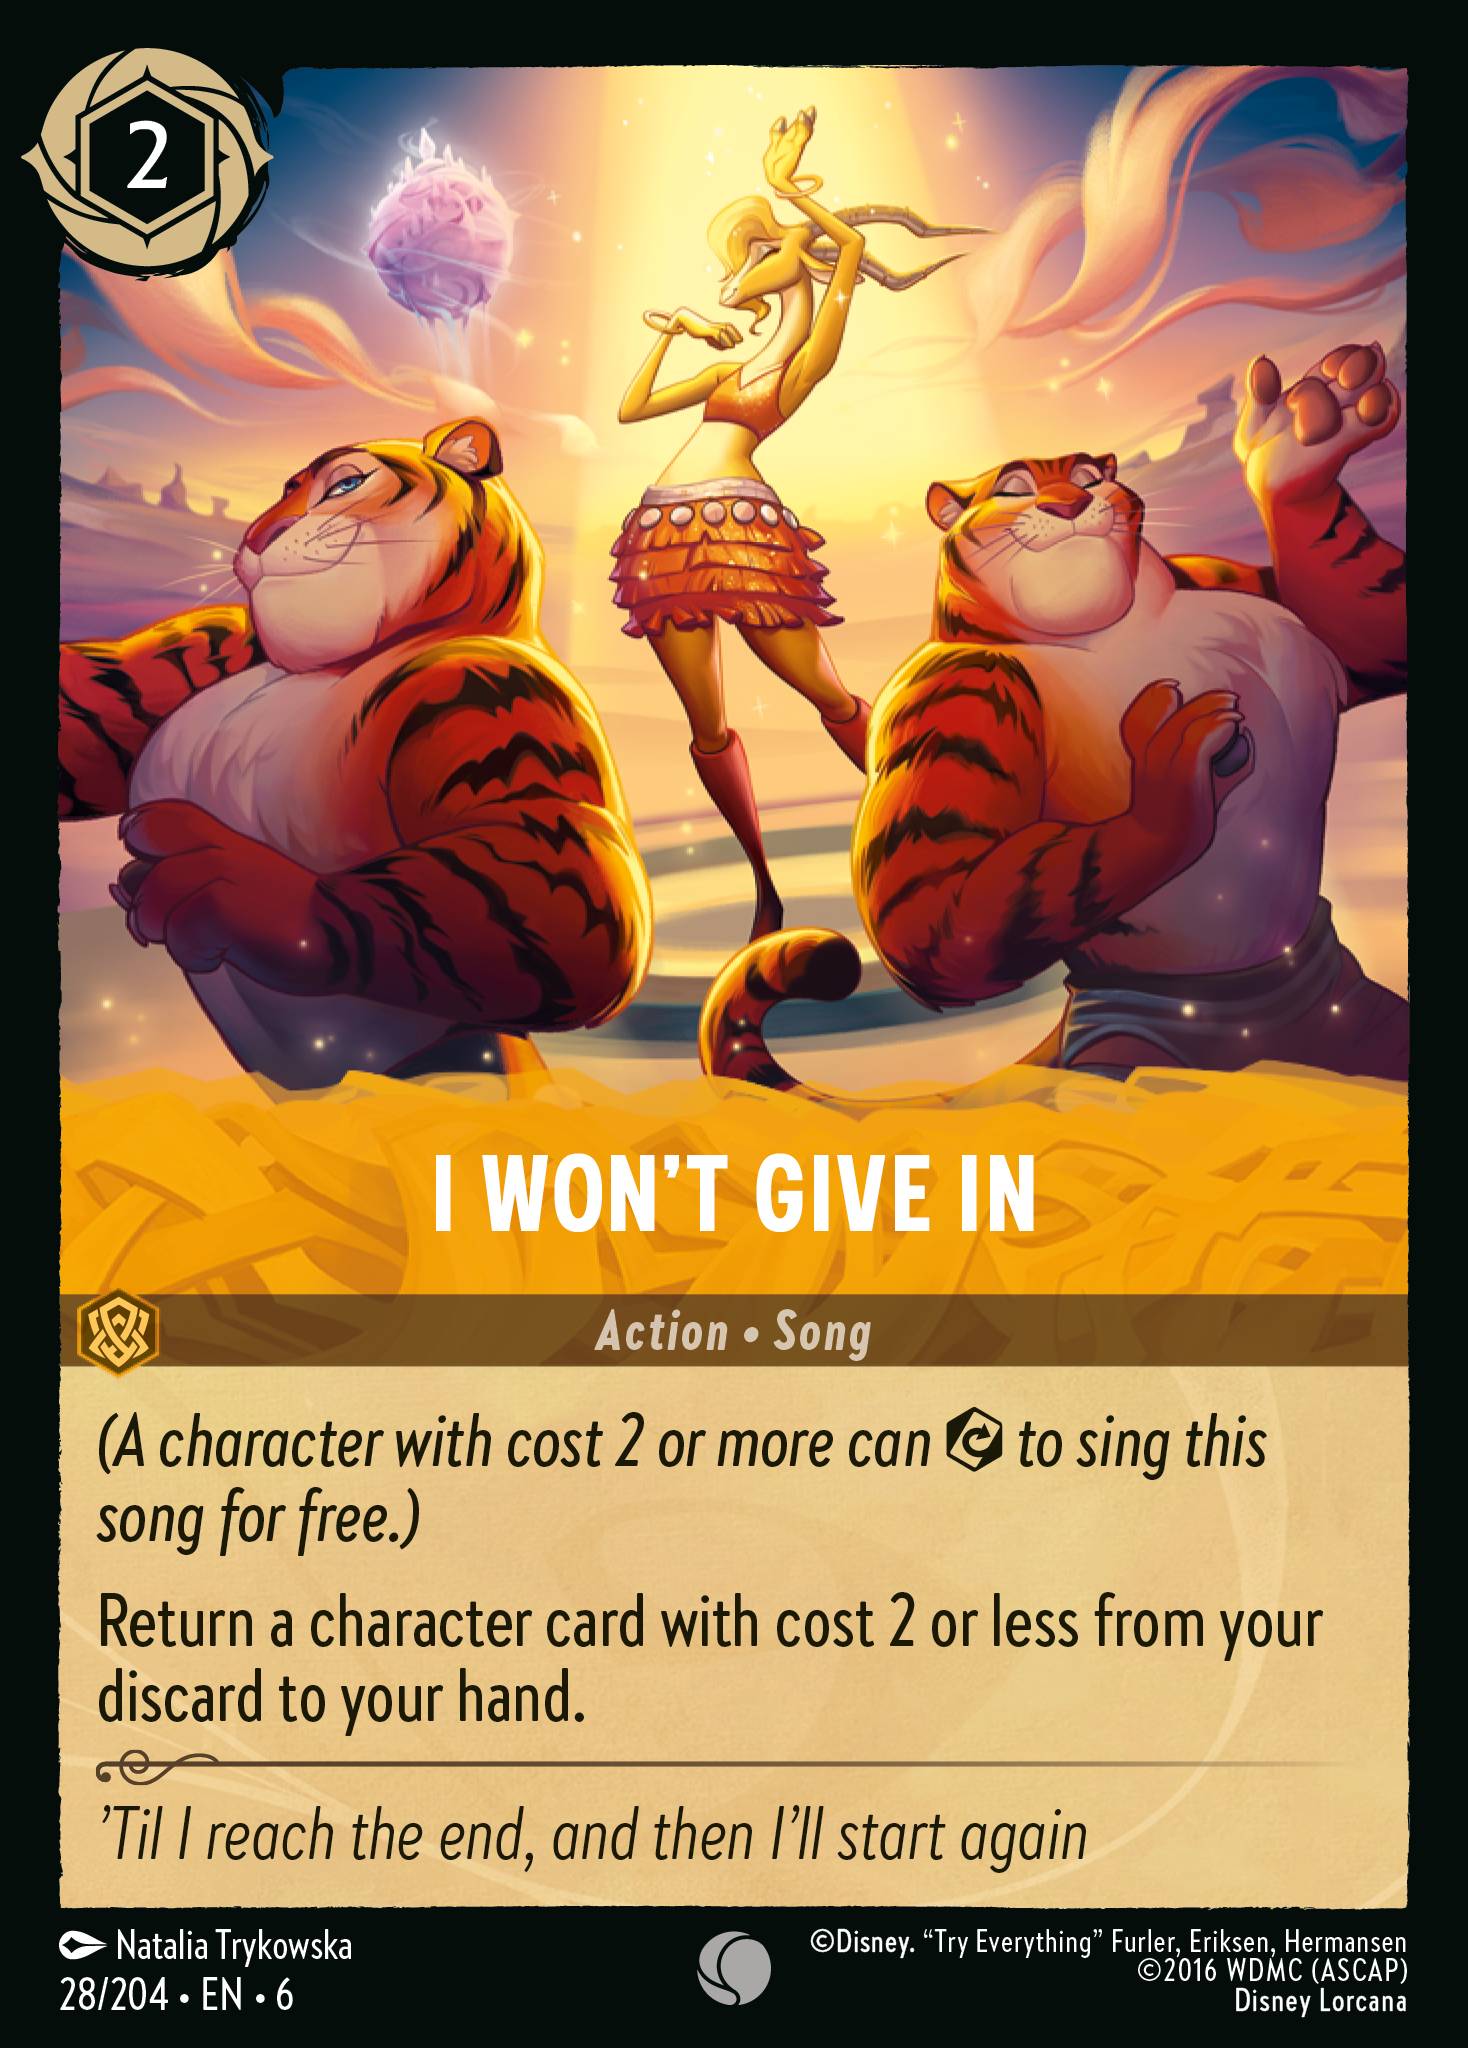 2
I WON’T GIVE IN
Action • Song
(A character with cost 2 or more can to sing this
song for free.)
Return a character card with cost 2 or less from your
discard to your hand.
’Til I reach the end, and then I’ll start again
Natalia Trykowska
28/204 • EN • 6
©Disney. “Try Everything” Furler, Eriksen, Hermansen
©2016 WDMC (ASCAP)
Disney Lorcana